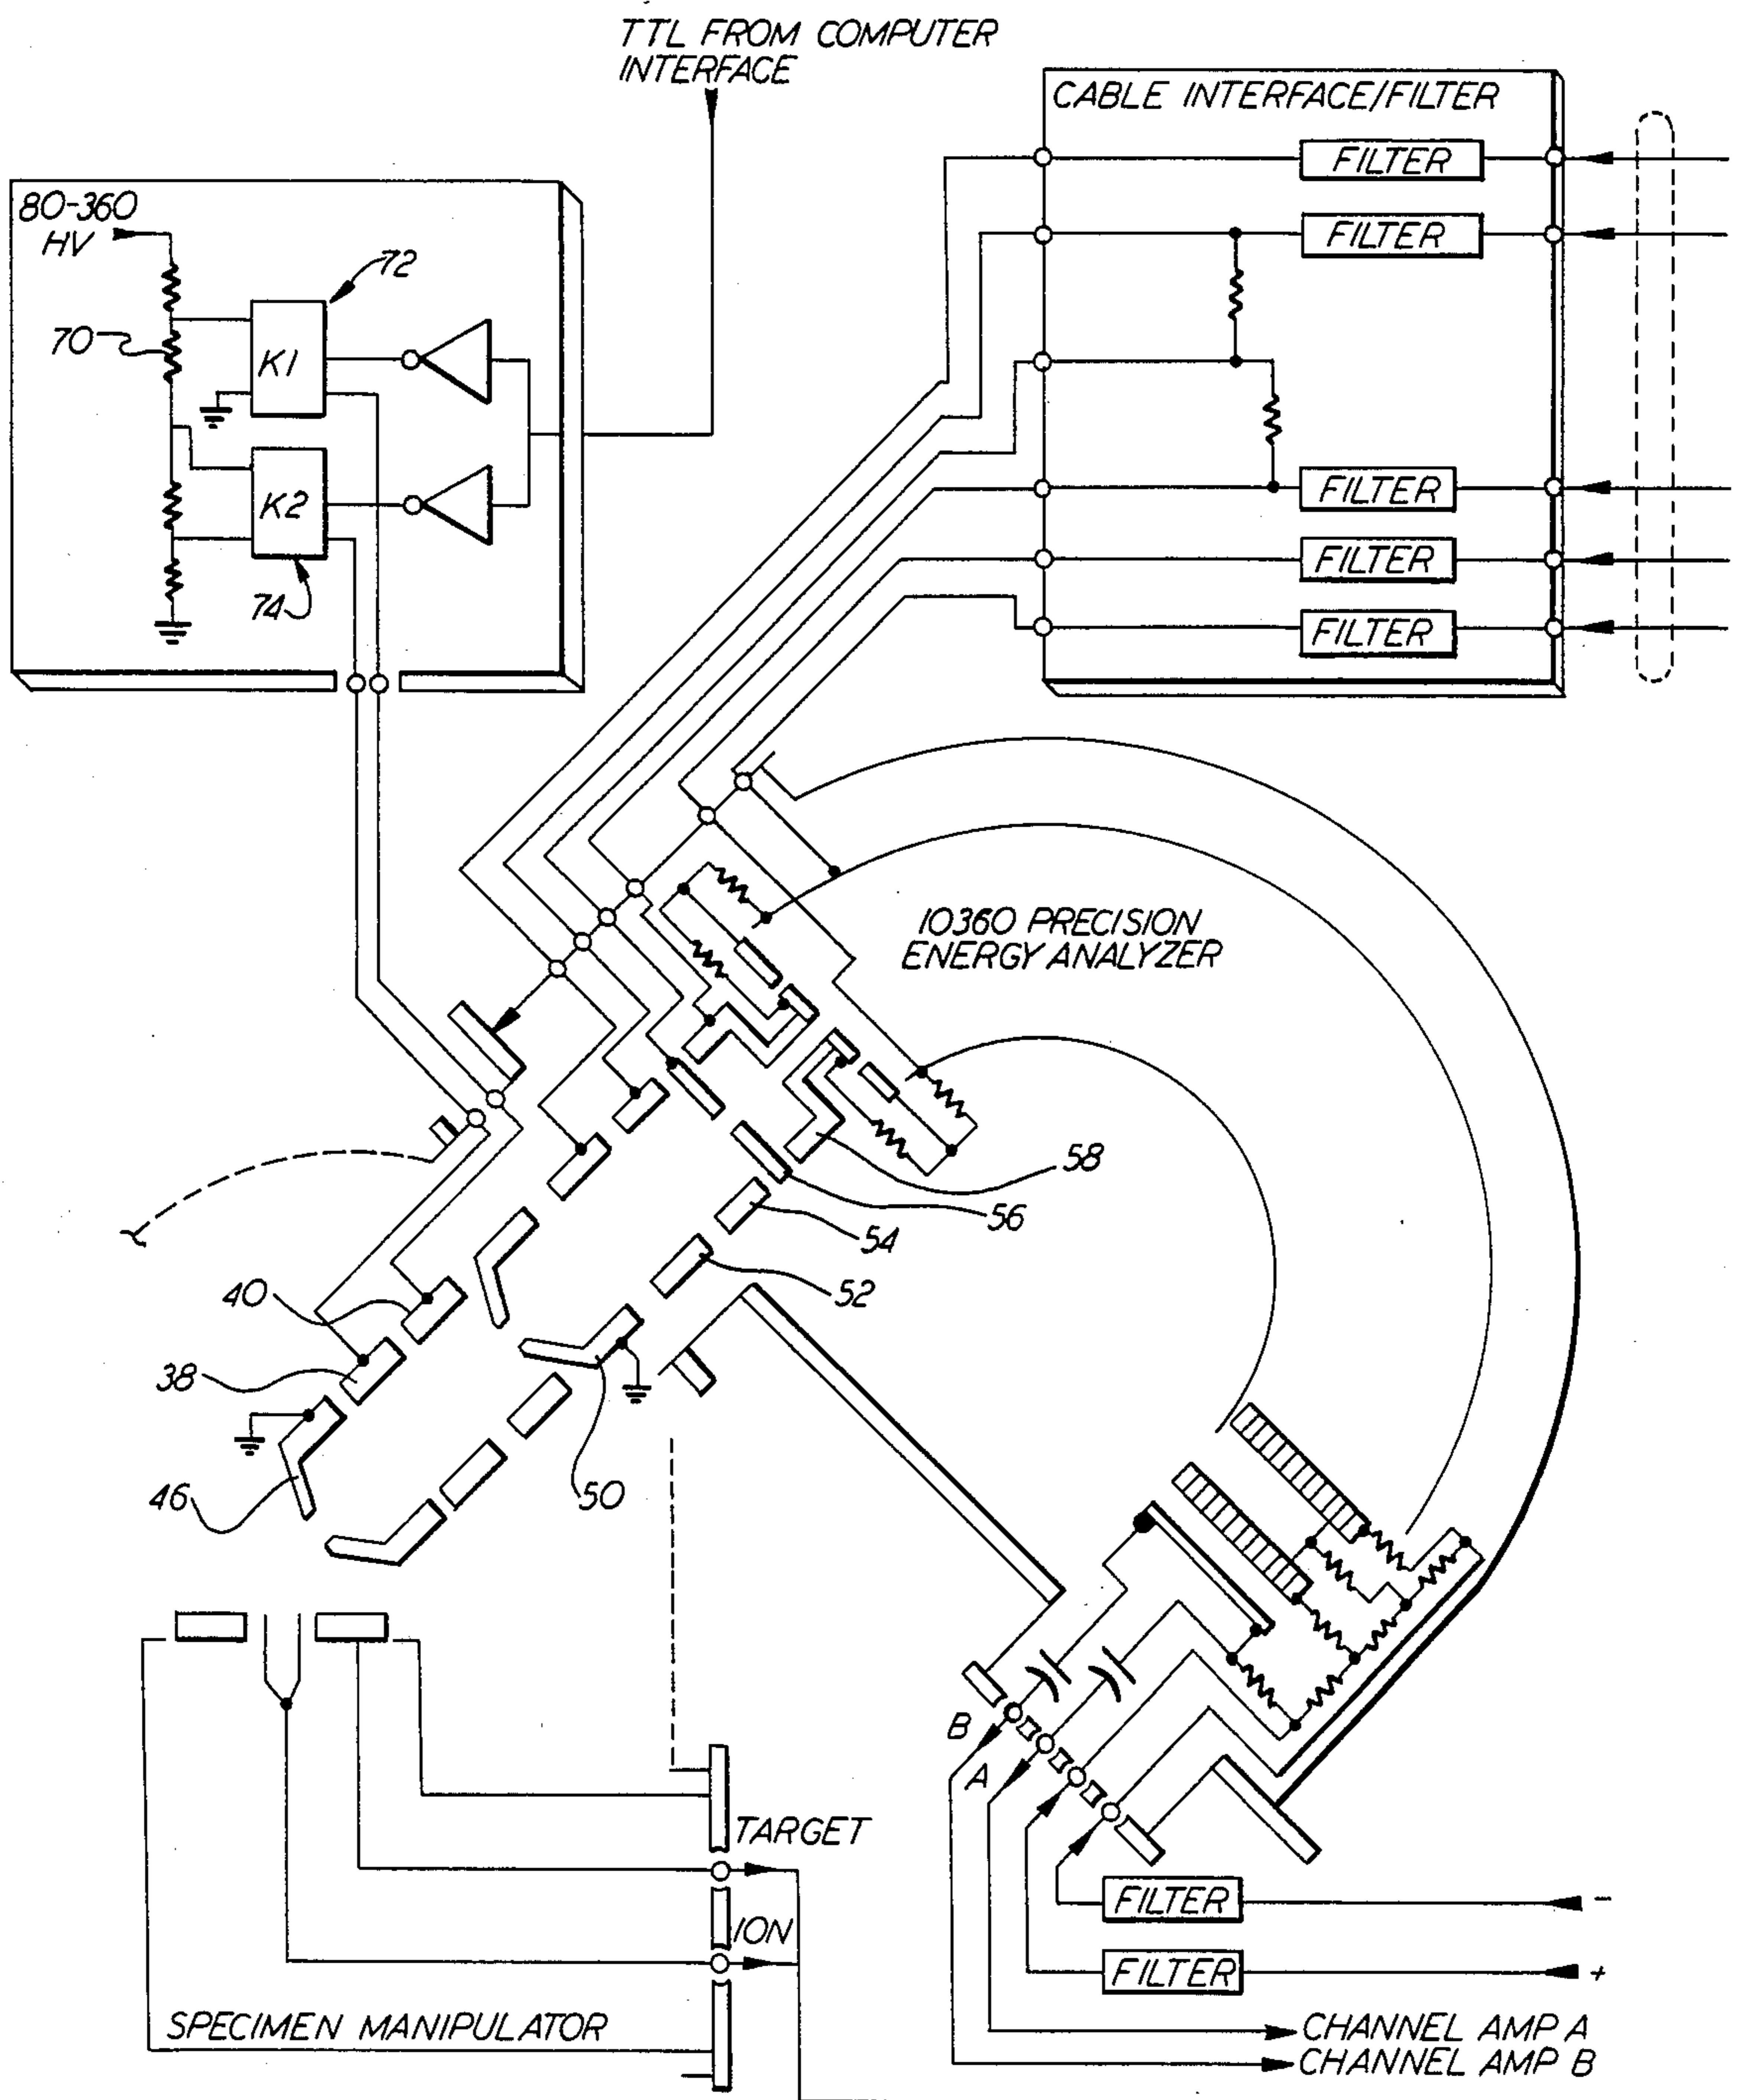 TTL FROM COMPUTER
INTERFACE
CABLE INTERFACE/FILTER
FILTER
FILTER
FILTER
FILTER
FILTER
80-360
HV
72
70
K1
K2
74
10360 PRECISION
ENERGY ANALYZER
58
56
54
52
40
38
46
50
B
A
TARGET
ION
SPECIMEN MANIPULATOR
FILTER -
FILTER +
CHANNEL AMP A
CHANNEL AMP B